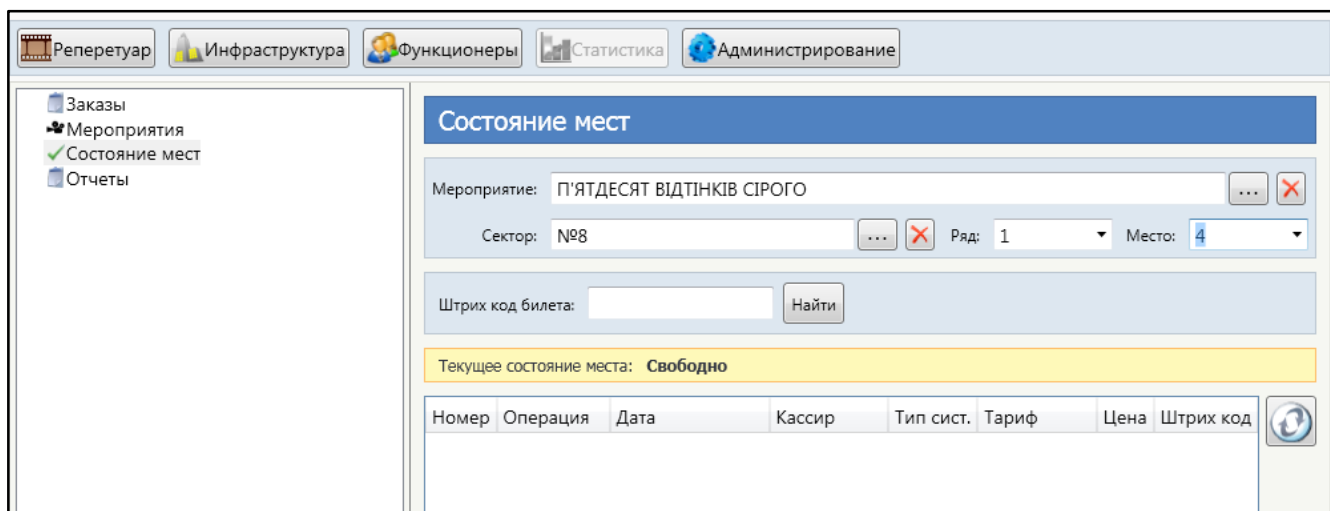 Реперетуар Инфраструктура Функционеры Статистика Администрирование
Заказы
Мероприятия
Состояние мест
Отчеты
Состояние мест
Мероприятие: П'ЯТДЕСЯТ ВІДТІНКІВ СІРОГО ...
Сектор: №8 ... Ряд: 1 Место: 4
Штрих код билета: Найти
Текущее состояние места: Свободно
Номер Операция Дата Кассир Тип сист. Тариф Цена Штрих код